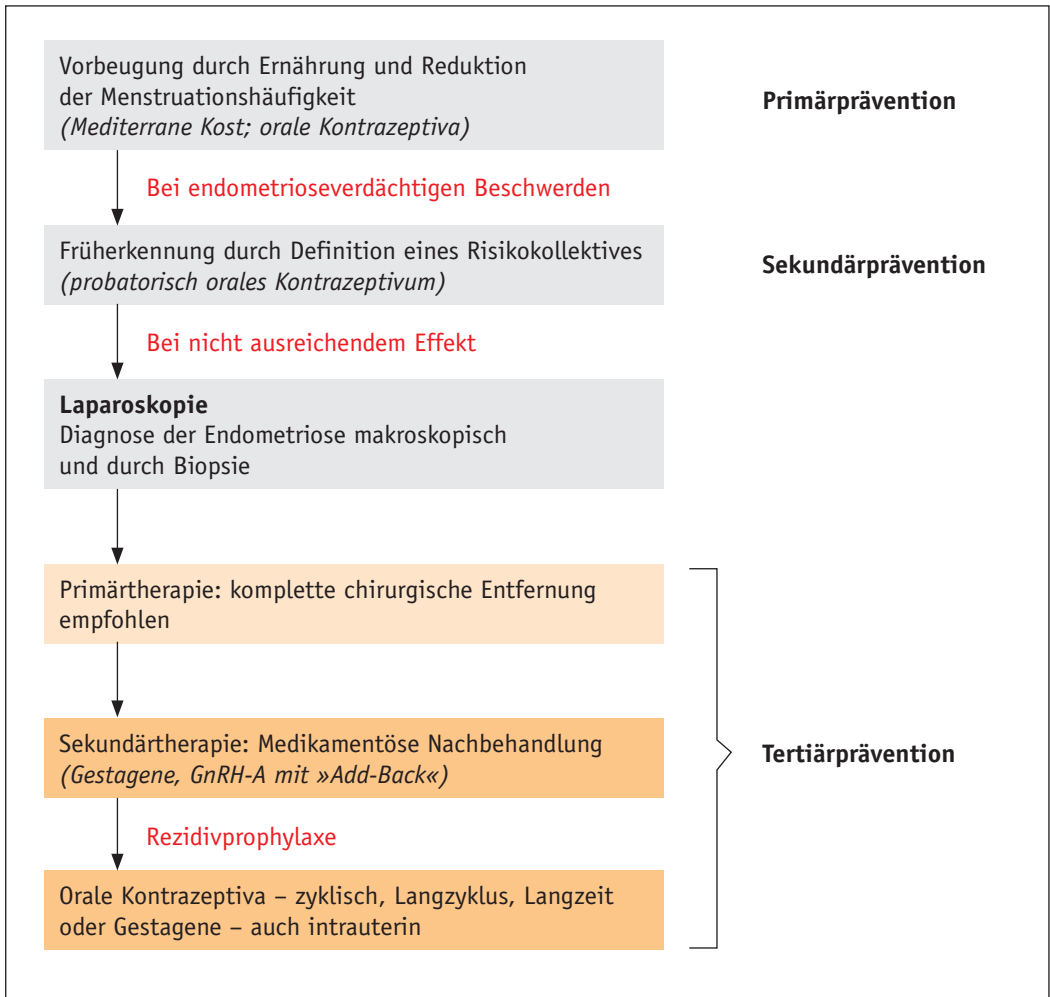 Vorbeugung durch Ernährung und Reduktion
der Menstruationshäufigkeit
(Mediterrane Kost; orale Kontrazeptiva)
Primärprävention
Bei endometrioseverdächtigen Beschwerden
Früherkennung durch Definition eines Risikokollektives
(probatorisch orales Kontrazeptivum)
Sekundärprävention
Bei nicht ausreichendem Effekt
Laparoskopie
Diagnose der Endometriose makroskopisch
und durch Biopsie
Primärtherapie: komplette chirurgische Entfernung
empfohlen
Sekundärtherapie: Medikamentöse Nachbehandlung
(Gestagene, GnRH-A mit »Add-Back«)
Tertiärprävention
Rezidivprophylaxe
Orale Kontrazeptiva – zyklisch, Langzyklus, Langzeit
oder Gestagene – auch intrauterin